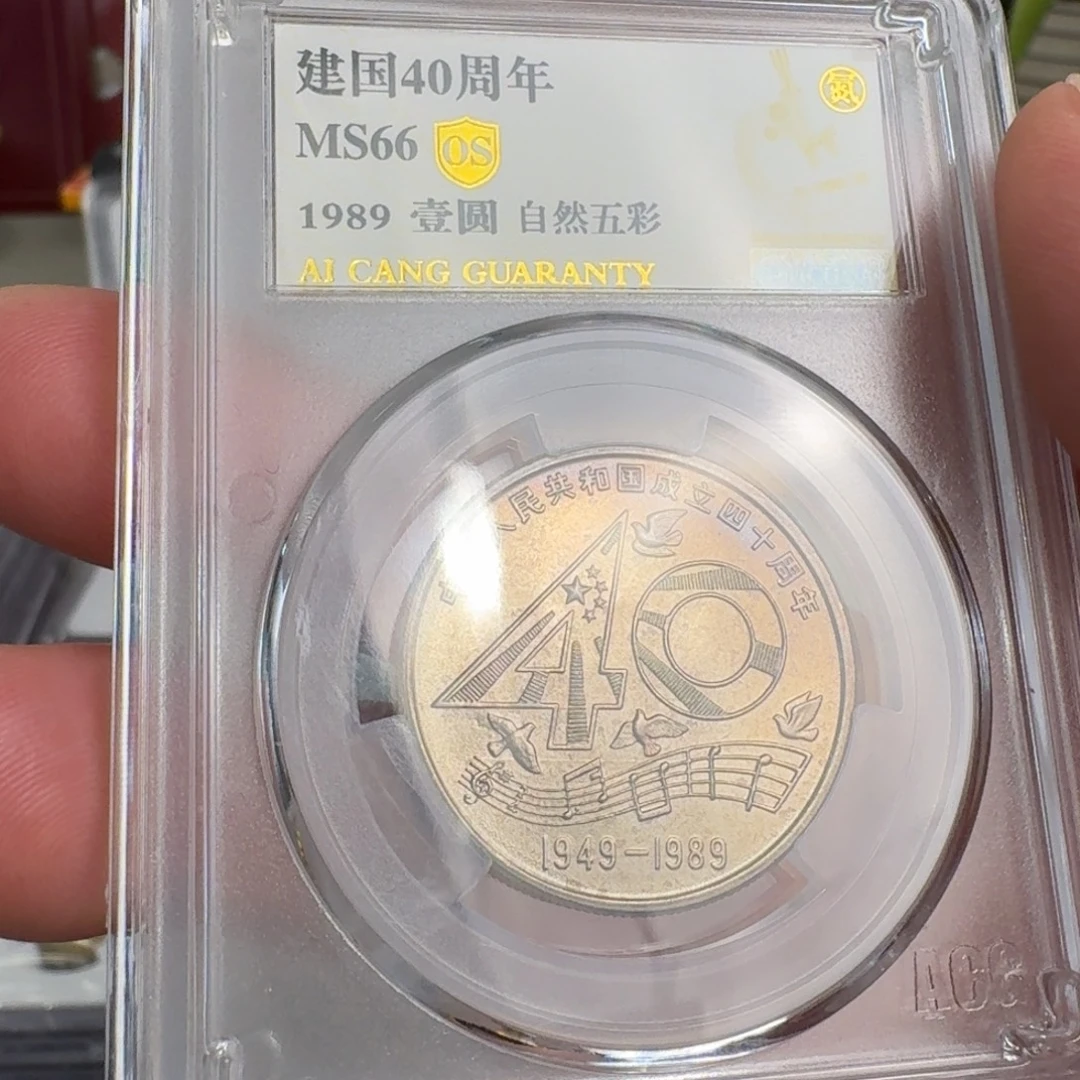 建国40周年
氮
MS66 OS
1989 壹圆 自然五彩
AI CANG GUARANTY
人民共和国成立四十周年
40
1949-1989
ACG